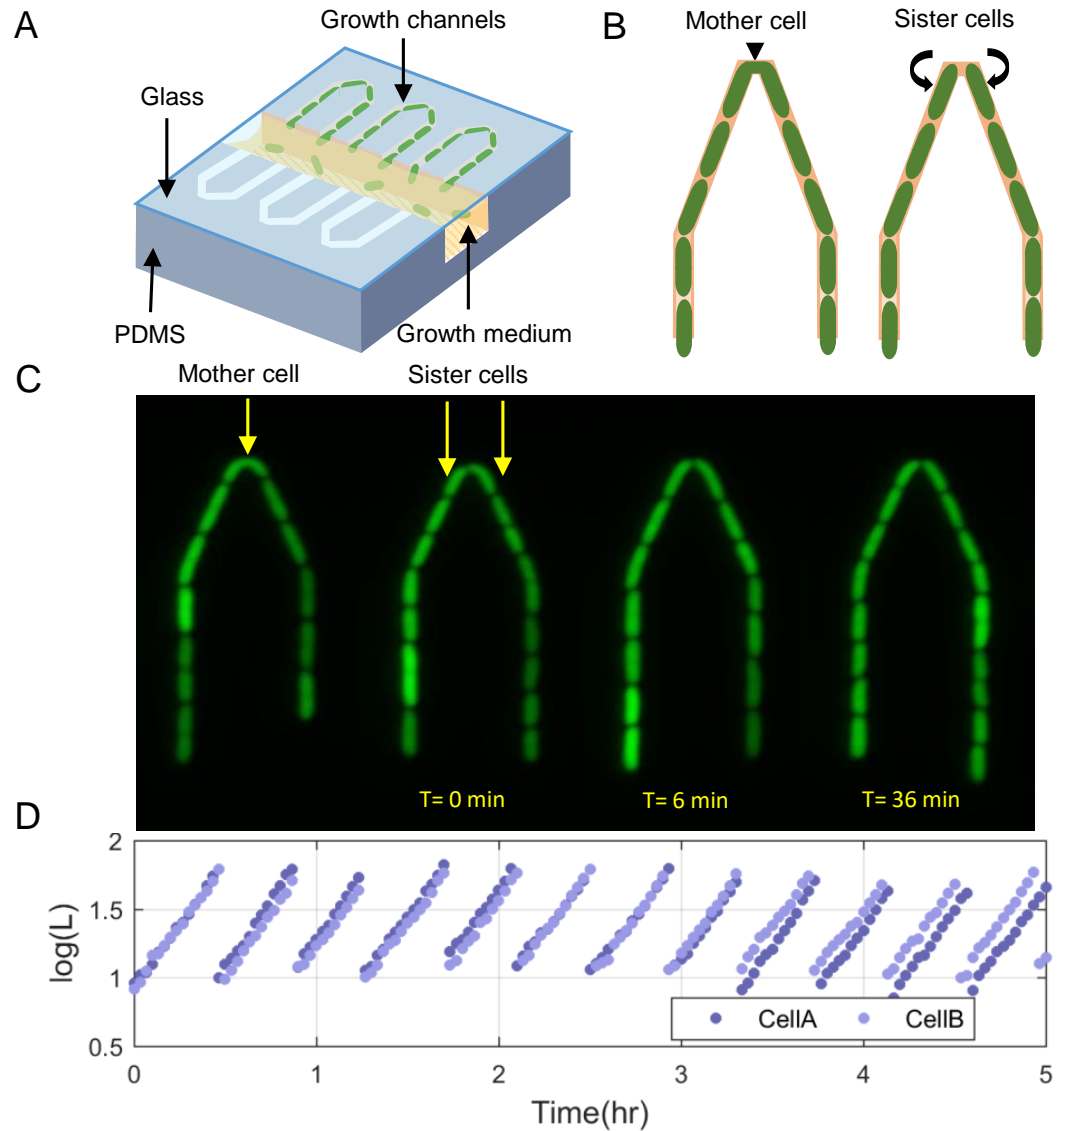 A
Growth channels
Glass
PDMS
Growth medium
B
Mother cell
Sister cells
C
Mother cell
Sister cells
T= 0 min
T= 6 min
T= 36 min
D
2
1.5
1
0.5
log(L)
CellA
CellB
0
1
2
3
4
5
Time(hr)